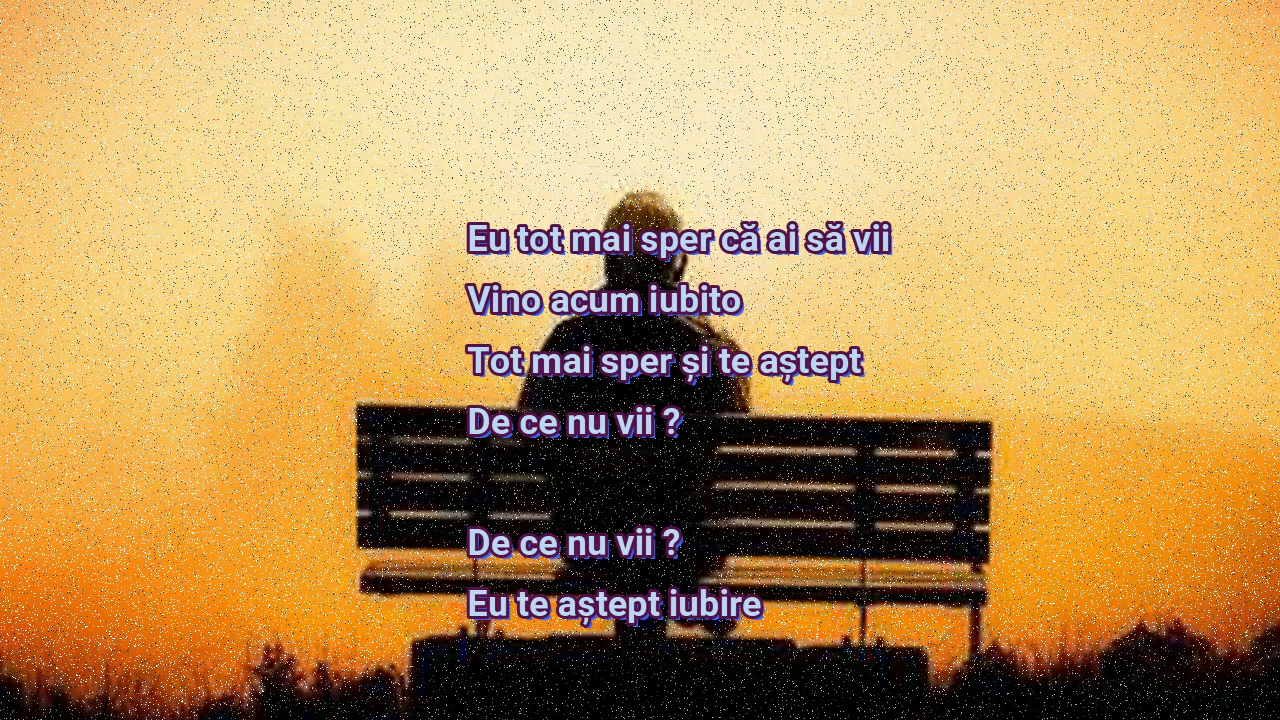 Eu tot mai sper că ai să vii
Vino acum iubito
Tot mai sper și te aștept
De ce nu vii ?
De ce nu vii ?
Eu te aștept iubire